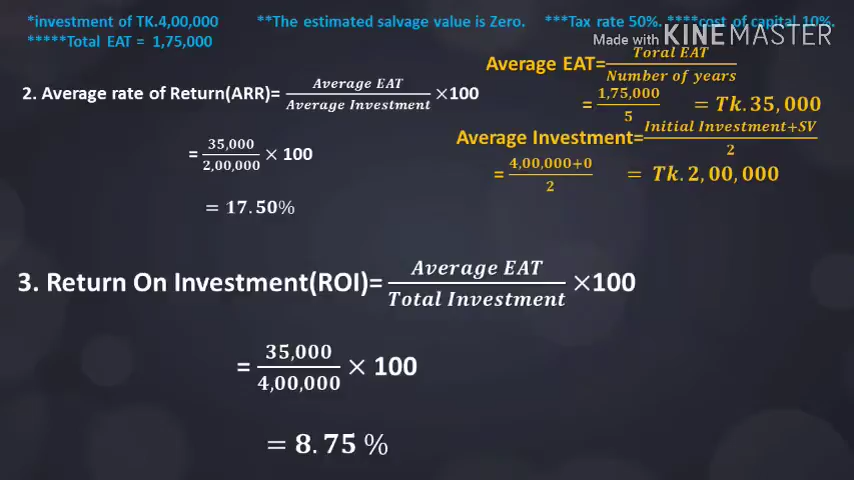 *investment of TK.4,00,000 **The estimated salvage value is Zero. ***Tax rate 50%. ****cost of capital 10%.
*****Total EAT = 1,75,000
Made with KINEMASTER
Average EAT= Toral EAT / Number of years
= 1,75,000 / 5 = Tk.35,000
2. Average rate of Return(ARR)= Average EAT / Average Investment ×100
Average Investment= Initial Investment+SV / 2
= 4,00,000+0 / 2 = Tk.2,00,000
= 35,000 / 2,00,000 × 100
= 17.50%
3. Return On Investment(ROI)= Average EAT / Total Investment ×100
= 35,000 / 4,00,000 × 100
= 8.75 %